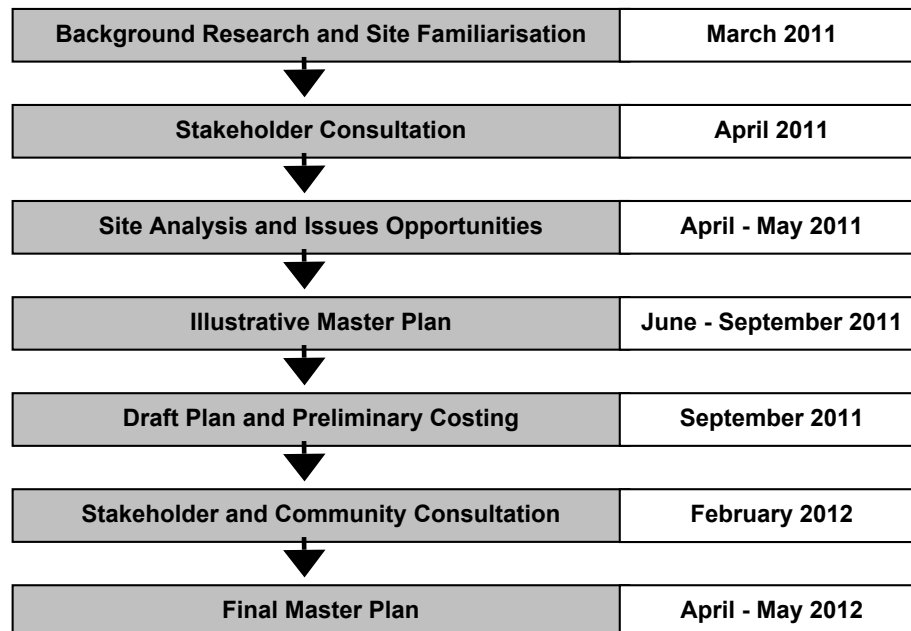 Background Research and Site Familiarisation
March 2011
Stakeholder Consultation
April 2011
Site Analysis and Issues Opportunities
April - May 2011
Illustrative Master Plan
June - September 2011
Draft Plan and Preliminary Costing
September 2011
Stakeholder and Community Consultation
February 2012
Final Master Plan
April - May 2012